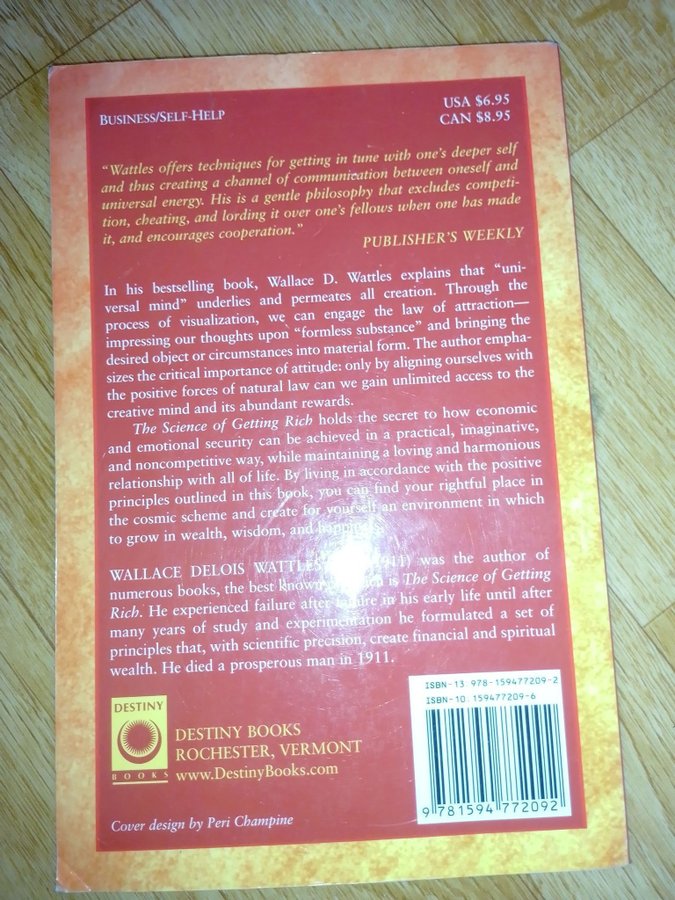 BUSINESS/SELF-HELP
USA $6.95
CAN $8.95
“Wattles offers techniques for getting in tune with one’s deeper self
and thus creating a channel of communication between oneself and
universal energy. His is a gentle philosophy that excludes competi-
tion, cheating, and lording it over one’s fellows when one has made
it, and encourages cooperation.”
PUBLISHER’S WEEKLY
In his bestselling book, Wallace D. Wattles explains that “uni-
versal mind” underlies and permeates all creation. Through the
process of visualization, we can engage the law of attraction—
impressing our thoughts upon “formless substance” and bringing the
desired object or circumstances into material form. The author empha-
sizes the critical importance of attitude: only by aligning ourselves with
the positive forces of natural law can we gain unlimited access to the
creative mind and its abundant rewards.
The Science of Getting Rich holds the secret to how economic
and emotional security can be achieved in a practical, imaginative,
and noncompetitive way, while maintaining a loving and harmonious
relationship with all of life. By living in accordance with the positive
principles outlined in this book, you can find your rightful place in
the cosmic scheme and create for yourself an environment in which
to grow in wealth, wisdom, and happiness.
WALLACE DELOIS WATTLES 1911) was the author of
numerous books, the best known of which is The Science of Getting
Rich. He experienced failure after failure in his early life until after
many years of study and experimentation he formulated a set of
principles that, with scientific precision, create financial and spiritual
wealth. He died a prosperous man in 1911.
ISBN-13 978-159477209-2
ISBN-10 159477209-6
9 781594 772092
DESTINY
BOOKS
DESTINY BOOKS
ROCHESTER, VERMONT
www.DestinyBooks.com
Cover design by Peri Champine